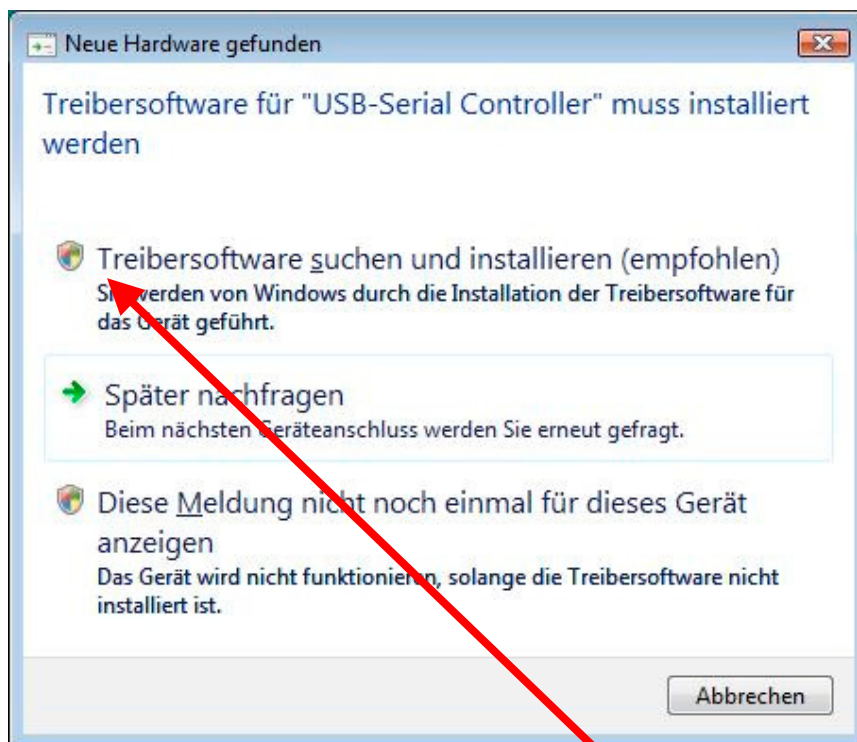 Neue Hardware gefunden
Treibersoftware für "USB-Serial Controller" muss installiert
werden
Treibersoftware suchen und installieren (empfohlen)
Sie werden von Windows durch die Installation der Treibersoftware für
das Gerät geführt.
Später nachfragen
Beim nächsten Geräteanschluss werden Sie erneut gefragt.
Diese Meldung nicht noch einmal für dieses Gerät
anzeigen
Das Gerät wird nicht funktionieren, solange die Treibersoftware nicht
installiert ist.
Abbrechen